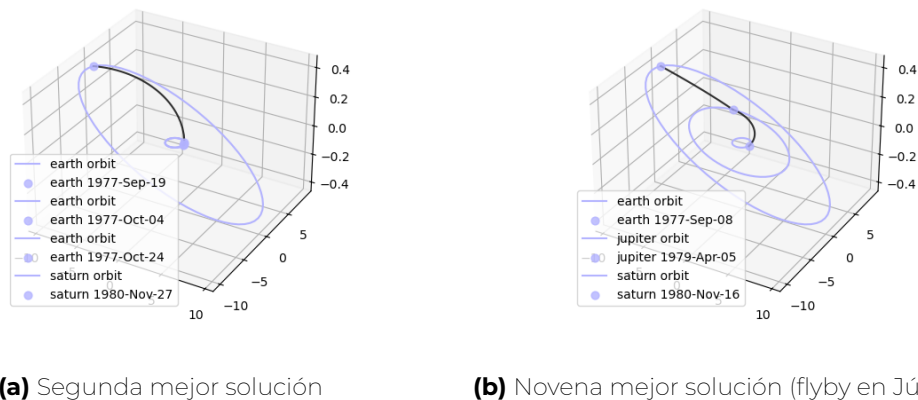 0.4
0.2
0.0
−0.2
−0.4
5
0
−5
−10
10
earth orbit
earth 1977-Sep-19
earth orbit
earth 1977-Oct-04
earth orbit
earth 1977-Oct-24
saturn orbit
saturn 1980-Nov-27
(a) Segunda mejor solución
0.4
0.2
0.0
−0.2
−0.4
5
0
−5
−10
10
earth orbit
earth 1977-Sep-08
jupiter orbit
jupiter 1979-Apr-05
saturn orbit
saturn 1980-Nov-16
(b) Novena mejor solución (flyby en Jú